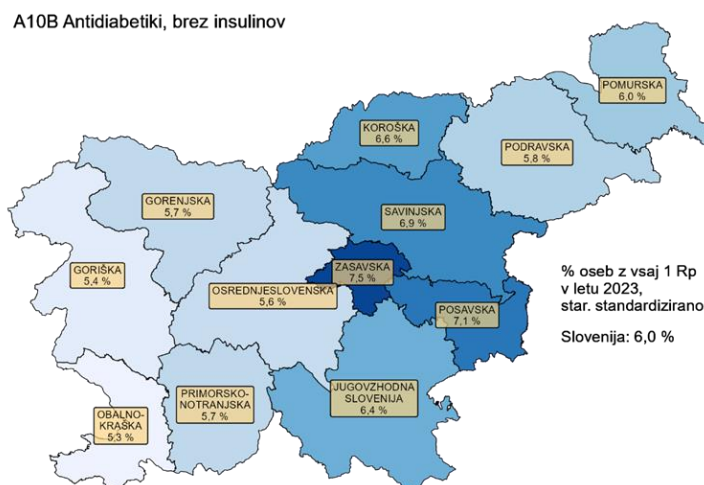 A10B Antidiabetiki, brez insulinov
POMURSKA
6,0 %
KOROŠKA
6,6 %
PODRAVSKA
5,8 %
GORENJSKA
5,7 %
SAVINJSKA
6,9 %
GORIŠKA
5,4 %
ZASAVSKA
7,5 %
OSREDNJESLOVENSKA
5,6 %
POSAVSKA
7,1 %
% oseb z vsaj 1 Rp
v letu 2023,
star. standardizirano
Slovenija: 6,0 %
PRIMORSKO-
NOTRANJSKA
5,7 %
JUGOVZHODNA
SLOVENIJA
6,4 %
OBALNO-
KRAŠKA
5,3 %